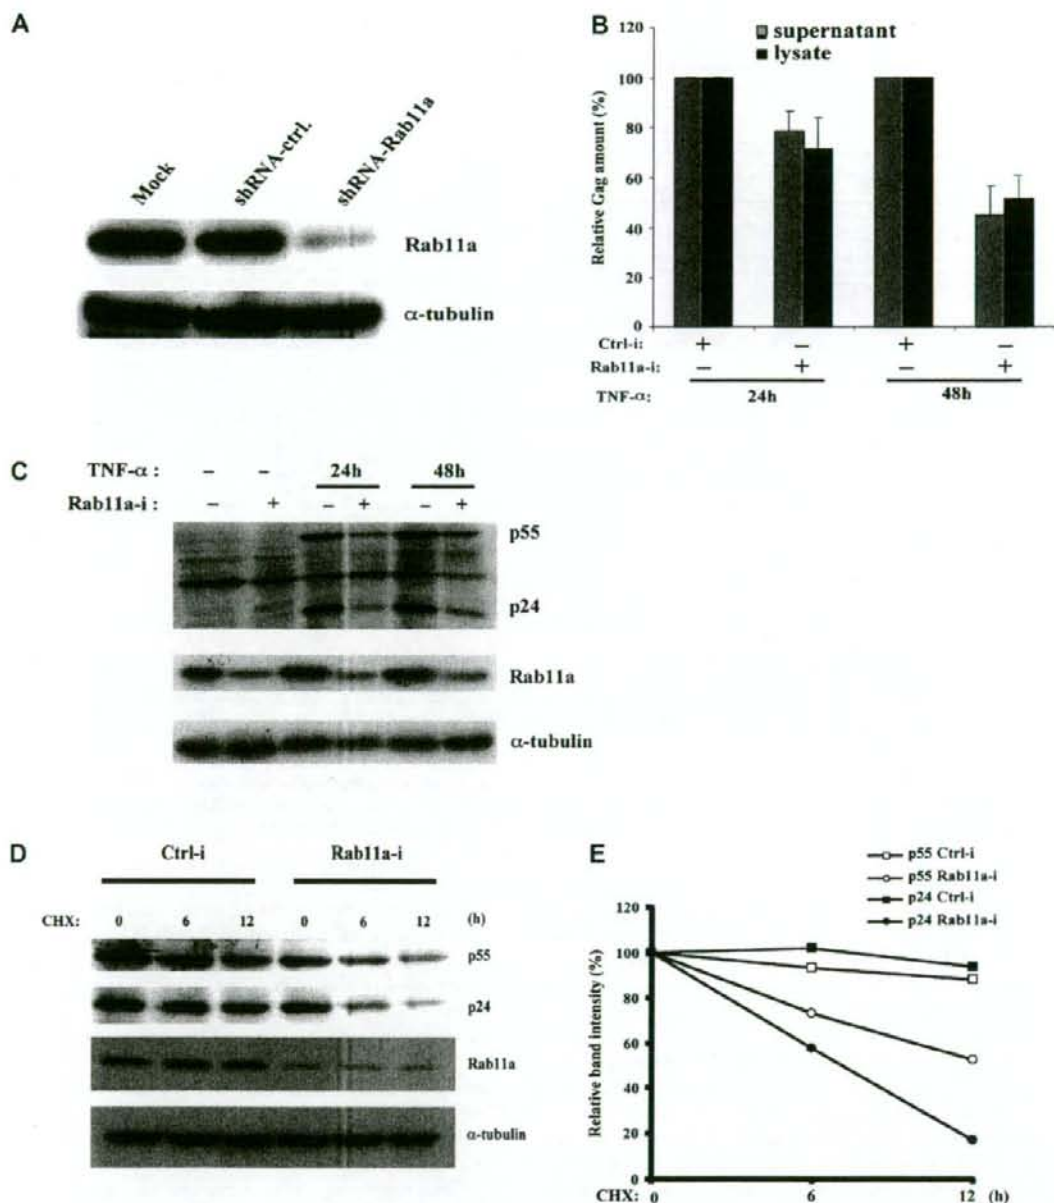 A
Mock
shRNA-ctrl.
shRNA-Rab11a
Rab11a
α-tubulin
B
120
100
80
60
40
20
0
Relative Gag amount (%)
supernatant
lysate
Ctrl-i: + – + –
Rab11a-i: – + – +
TNF-α: 24h 48h
C
TNF-α : – – 24h 48h
Rab11a-i : – + – + – +
p55
p24
Rab11a
α-tubulin
D
Ctrl-i Rab11a-i
CHX: 0 6 12 0 6 12 (h)
p55
p24
Rab11a
α-tubulin
E
p55 Ctrl-i
p55 Rab11a-i
p24 Ctrl-i
p24 Rab11a-i
120
100
80
60
40
20
0
Relative band intensity (%)
CHX: 0 6 12 (h)